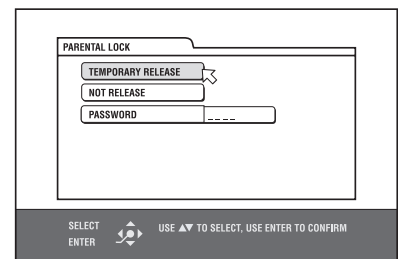 PARENTAL LOCK
TEMPORARY RELEASE
NOT RELEASE
PASSWORD _ _ _ _
SELECT
ENTER
USE ▲▼ TO SELECT, USE ENTER TO CONFIRM